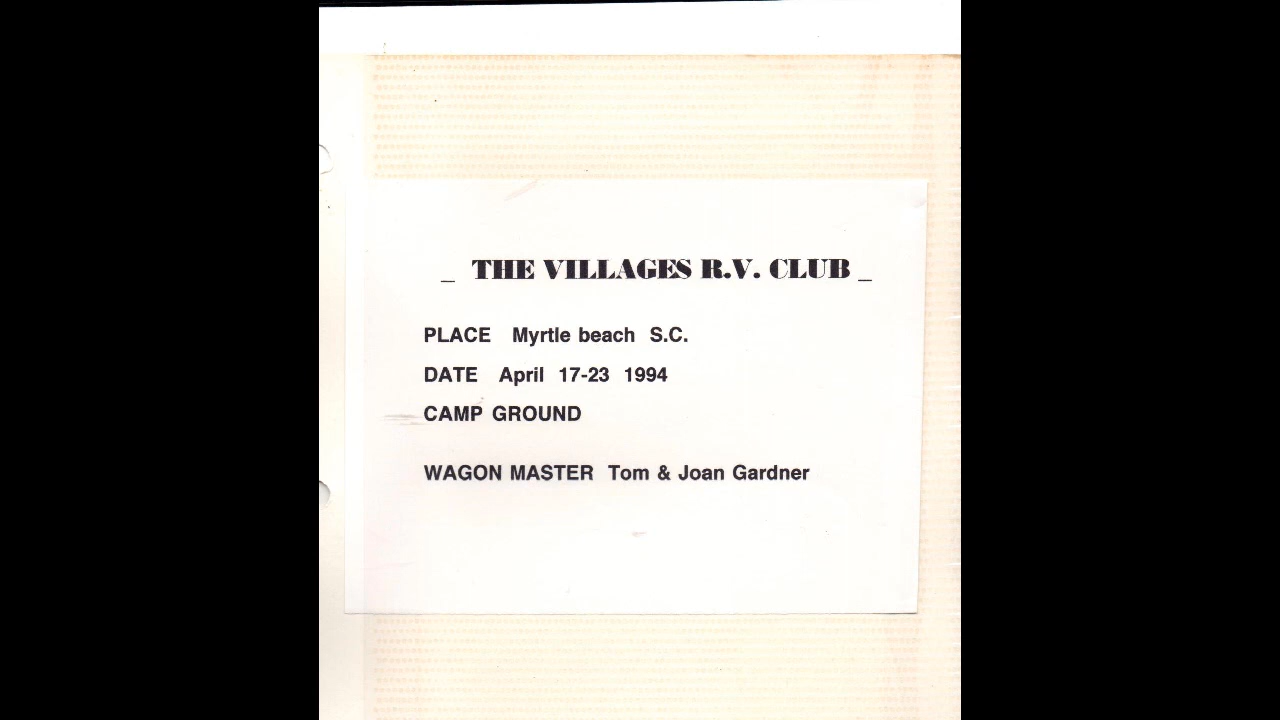 _ THE VILLAGES R.V. CLUB _
PLACE Myrtle beach S.C.
DATE April 17-23 1994
CAMP GROUND
WAGON MASTER Tom & Joan Gardner